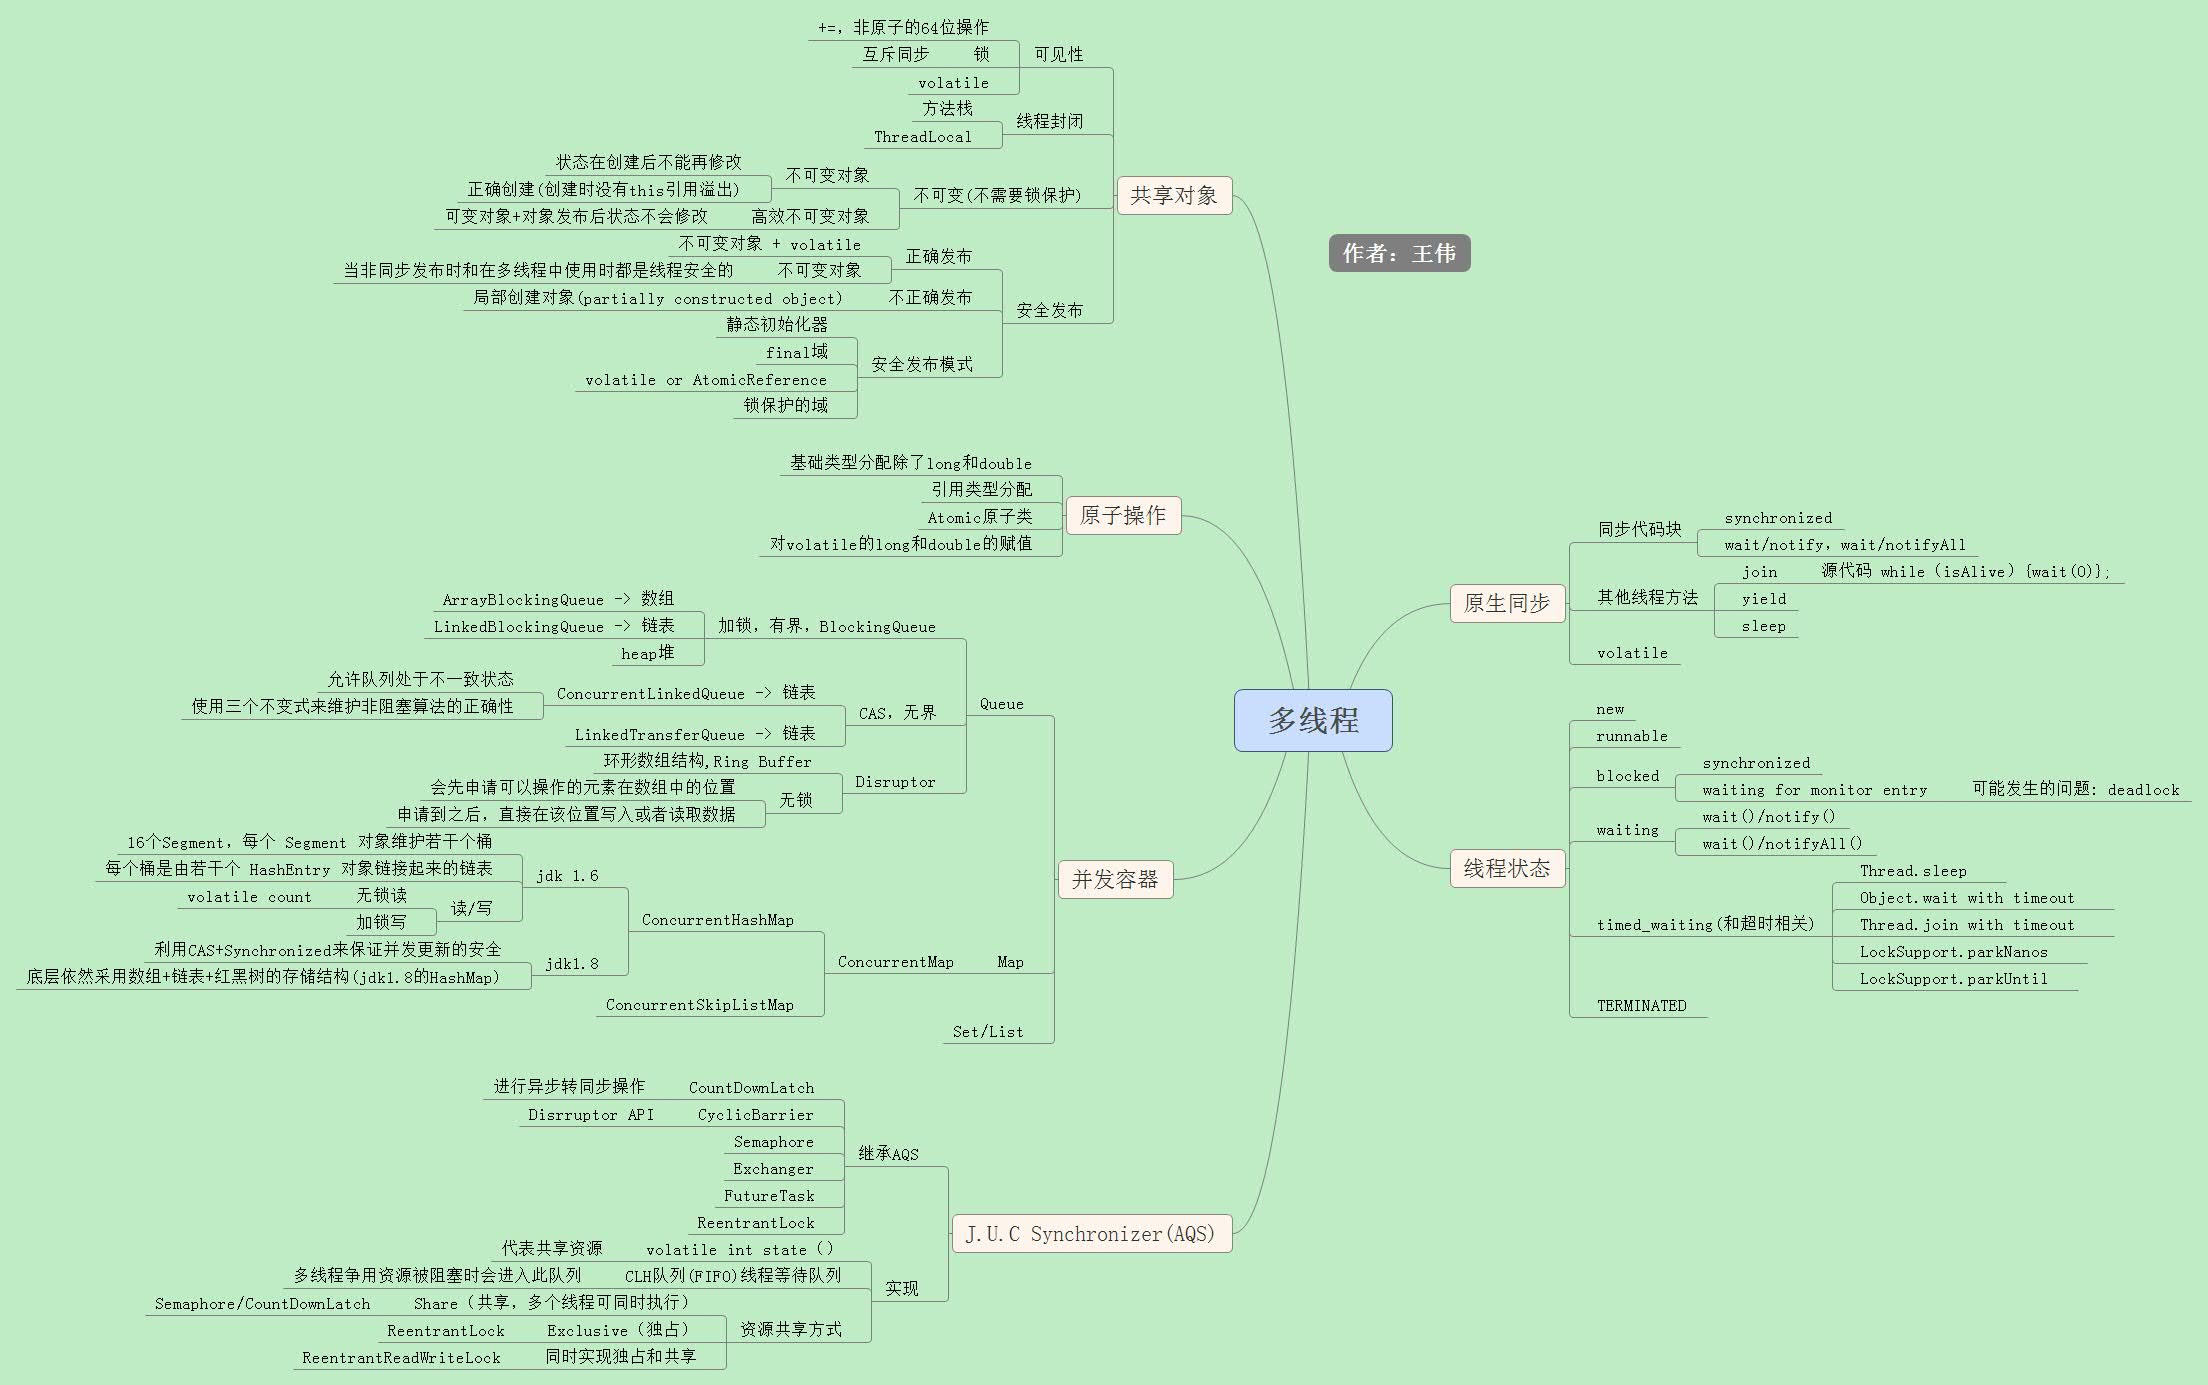 多线程
作者：王伟
共享对象
可见性
+=，非原子的64位操作
锁
互斥同步
volatile
线程封闭
方法栈
ThreadLocal
不可变(不需要锁保护)
不可变对象
状态在创建后不能再修改
正确创建(创建时没有this引用溢出)
高效不可变对象
可变对象+对象发布后状态不会修改
安全发布
正确发布
不可变对象 + volatile
不可变对象
当非同步发布时和在多线程中使用时都是线程安全的
不正确发布
局部创建对象(partially constructed object)
安全发布模式
静态初始化器
final域
volatile or AtomicReference
锁保护的域
原子操作
基础类型分配除了long和double
引用类型分配
Atomic原子类
对volatile的long和double的赋值
并发容器
Queue
加锁，有界，BlockingQueue
ArrayBlockingQueue -> 数组
LinkedBlockingQueue -> 链表
heap堆
CAS，无界
ConcurrentLinkedQueue -> 链表
允许队列处于不一致状态
使用三个不变式来维护非阻塞算法的正确性
LinkedTransferQueue -> 链表
Disruptor
环形数组结构,Ring Buffer
无锁
会先申请可以操作的元素在数组中的位置
申请到之后，直接在该位置写入或者读取数据
Map
ConcurrentMap
ConcurrentHashMap
jdk 1.6
16个Segment，每个 Segment 对象维护若干个桶
每个桶是由若干个 HashEntry 对象链接起来的链表
读/写
无锁读
volatile count
加锁写
jdk1.8
利用CAS+Synchronized来保证并发更新的安全
底层依然采用数组+链表+红黑树的存储结构(jdk1.8的HashMap)
ConcurrentSkipListMap
Set/List
J.U.C Synchronizer(AQS)
继承AQS
CountDownLatch
进行异步转同步操作
CyclicBarrier
Disrruptor API
Semaphore
Exchanger
FutureTask
ReentrantLock
实现
volatile int state（）
代表共享资源
CLH队列(FIFO)线程等待队列
多线程争用资源被阻塞时会进入此队列
资源共享方式
Share（共享，多个线程可同时执行）
Semaphore/CountDownLatch
Exclusive（独占）
ReentrantLock
同时实现独占和共享
ReentrantReadWriteLock
原生同步
同步代码块
synchronized
wait/notify，wait/notifyAll
其他线程方法
join
源代码 while（isAlive）{wait(0)};
yield
sleep
volatile
线程状态
new
runnable
blocked
synchronized
waiting for monitor entry
可能发生的问题：deadlock
waiting
wait()/notify()
wait()/notifyAll()
timed_waiting(和超时相关)
Thread.sleep
Object.wait with timeout
Thread.join with timeout
LockSupport.parkNanos
LockSupport.parkUntil
TERMINATED